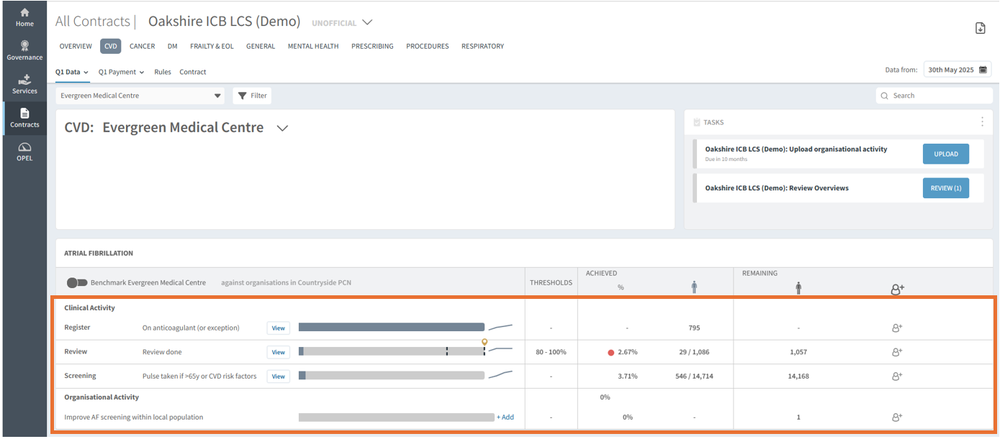 Home
Governance
Services
Contracts
OPEL
All Contracts | Oakshire ICB LCS (Demo) UNOFFICIAL
OVERVIEW CVD CANCER DM FRAILTY & EOL GENERAL MENTAL HEALTH PRESCRIBING PROCEDURES RESPIRATORY
Q1 Data Q1 Payment Rules Contract
Data from: 30th May 2025
Evergreen Medical Centre Filter Search
CVD: Evergreen Medical Centre
TASKS
Oakshire ICB LCS (Demo): Upload organisational activity
Due in 10 months
UPLOAD
Oakshire ICB LCS (Demo): Review Overviews
REVIEW (1)
ATRIAL FIBRILLATION
Benchmark Evergreen Medical Centre against organisations in Countryside PCN THRESHOLDS ACHIEVED % REMAINING
Clinical Activity
Register On anticoagulant (or exception) View - - 795 -
Review Review done View 80 - 100% 2.67% 29 / 1,086 1,057
Screening Pulse taken if >65y or CVD risk factors View - 3.71% 546 / 14,714 14,168
Organisational Activity 0%
Improve AF screening within local population + Add - 0% - 1